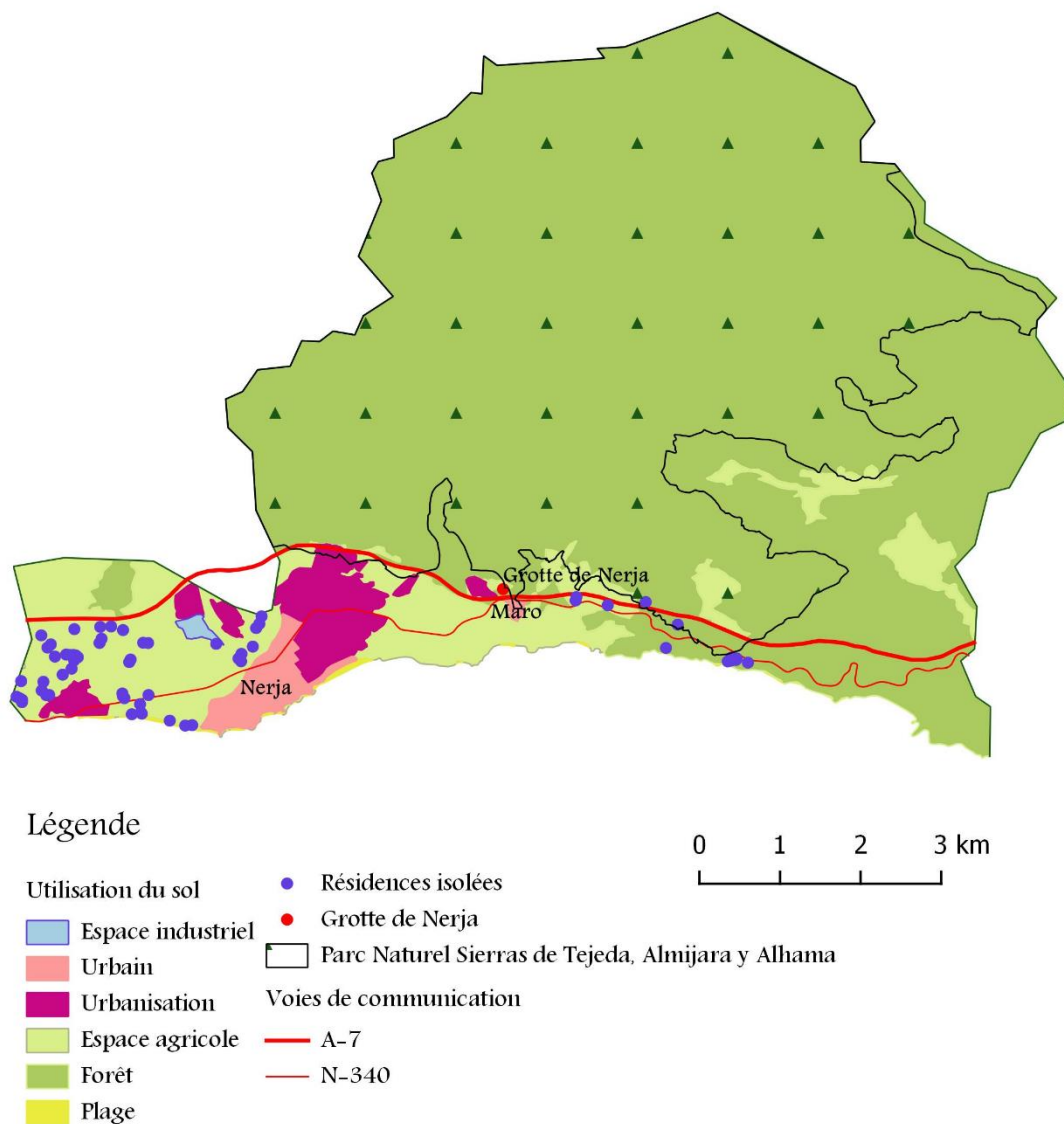 Grotte de Nerja
Maro
Nerja
Légende
0 1 2 3 km
Utilisation du sol
Espace industriel
Urbain
Urbanisation
Espace agricole
Forêt
Plage
Résidences isolées
Grotte de Nerja
Parc Naturel Sierras de Tejeda, Almijara y Alhama
Voies de communication
A-7
N-340